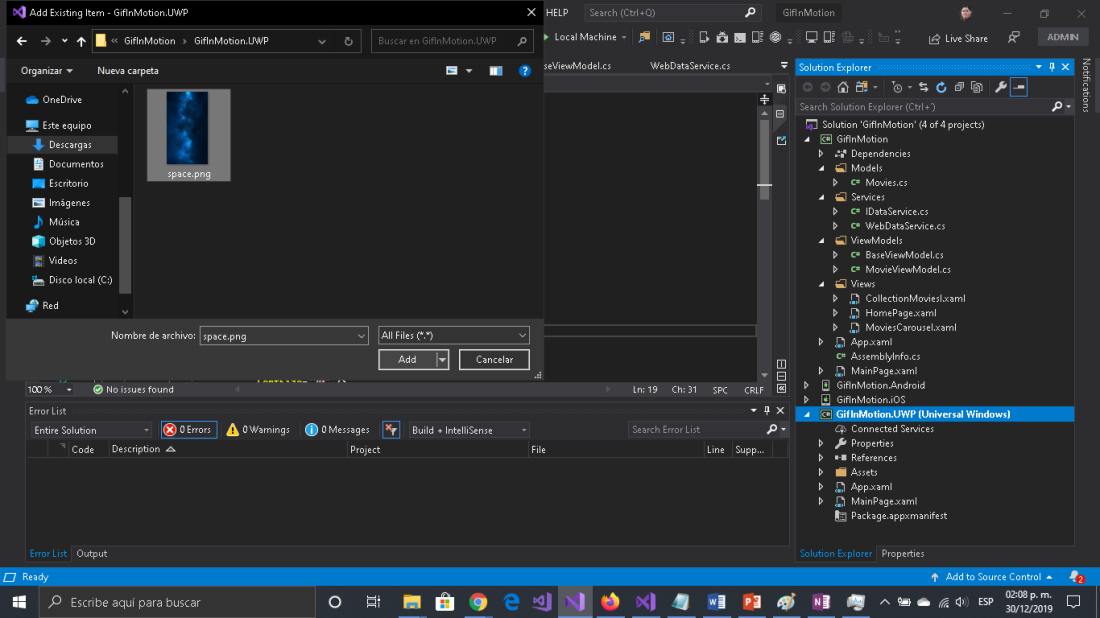 Add Existing Item - GifInMotion.UWP
HELP
Search (Ctrl+Q)
GifInMotion
« GifInMotion › GifInMotion.UWP
Buscar en GifInMotion.UWP
Local Machine
Live Share
ADMIN
Organizar
Nueva carpeta
aseViewModel.cs
WebDataService.cs
Solution Explorer
Notifications
OneDrive
Este equipo
Descargas
Documentos
Escritorio
Imágenes
Música
Objetos 3D
Videos
Disco local (C:)
Red
space.png
Search Solution Explorer (Ctrl+´)
Solution 'GifInMotion' (4 of 4 projects)
GifInMotion
Dependencies
Models
Movies.cs
Services
IDataService.cs
WebDataService.cs
ViewModels
BaseViewModel.cs
MovieViewModel.cs
Views
CollectionMoviesI.xaml
HomePage.xaml
MoviesCarousel.xaml
App.xaml
AssemblyInfo.cs
MainPage.xaml
GifInMotion.Android
GifInMotion.iOS
GifInMotion.UWP (Universal Windows)
Connected Services
Properties
References
Assets
App.xaml
MainPage.xaml
Package.appxmanifest
Nombre de archivo:
space.png
All Files (*.*)
Add
Cancelar
100 %
No issues found
Ln: 19 Ch: 31 SPC CRLF
Error List
Entire Solution
0 Errors
0 Warnings
0 Messages
Build + IntelliSense
Search Error List
Code Description Project File Line Supp...
Error List Output
Solution Explorer Properties
Ready
Add to Source Control
2
Escribe aquí para buscar
ESP
02:08 p. m.
30/12/2019